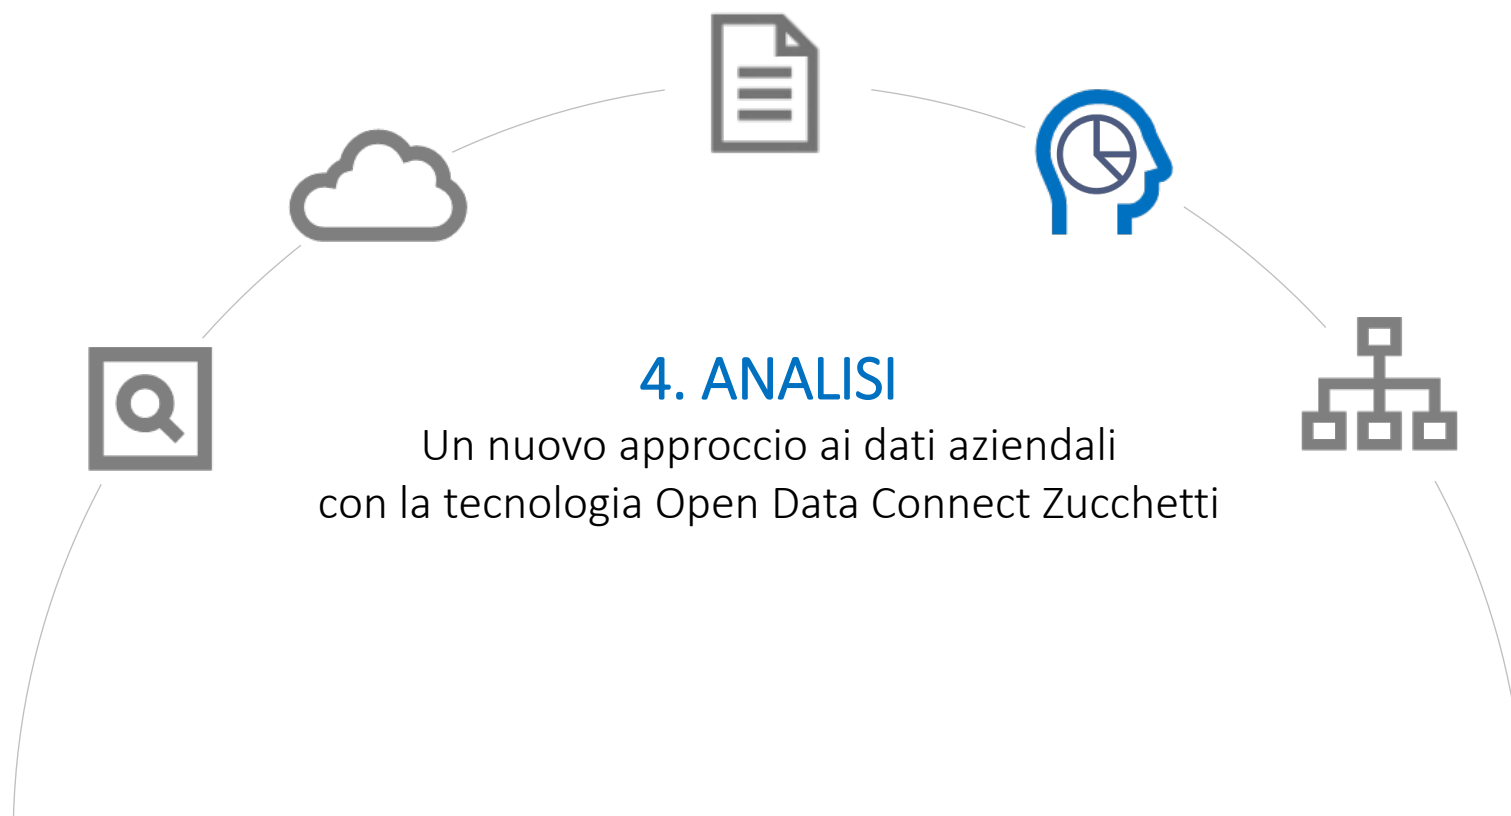 4. ANALISI
Un nuovo approccio ai dati aziendali
con la tecnologia Open Data Connect Zucchetti